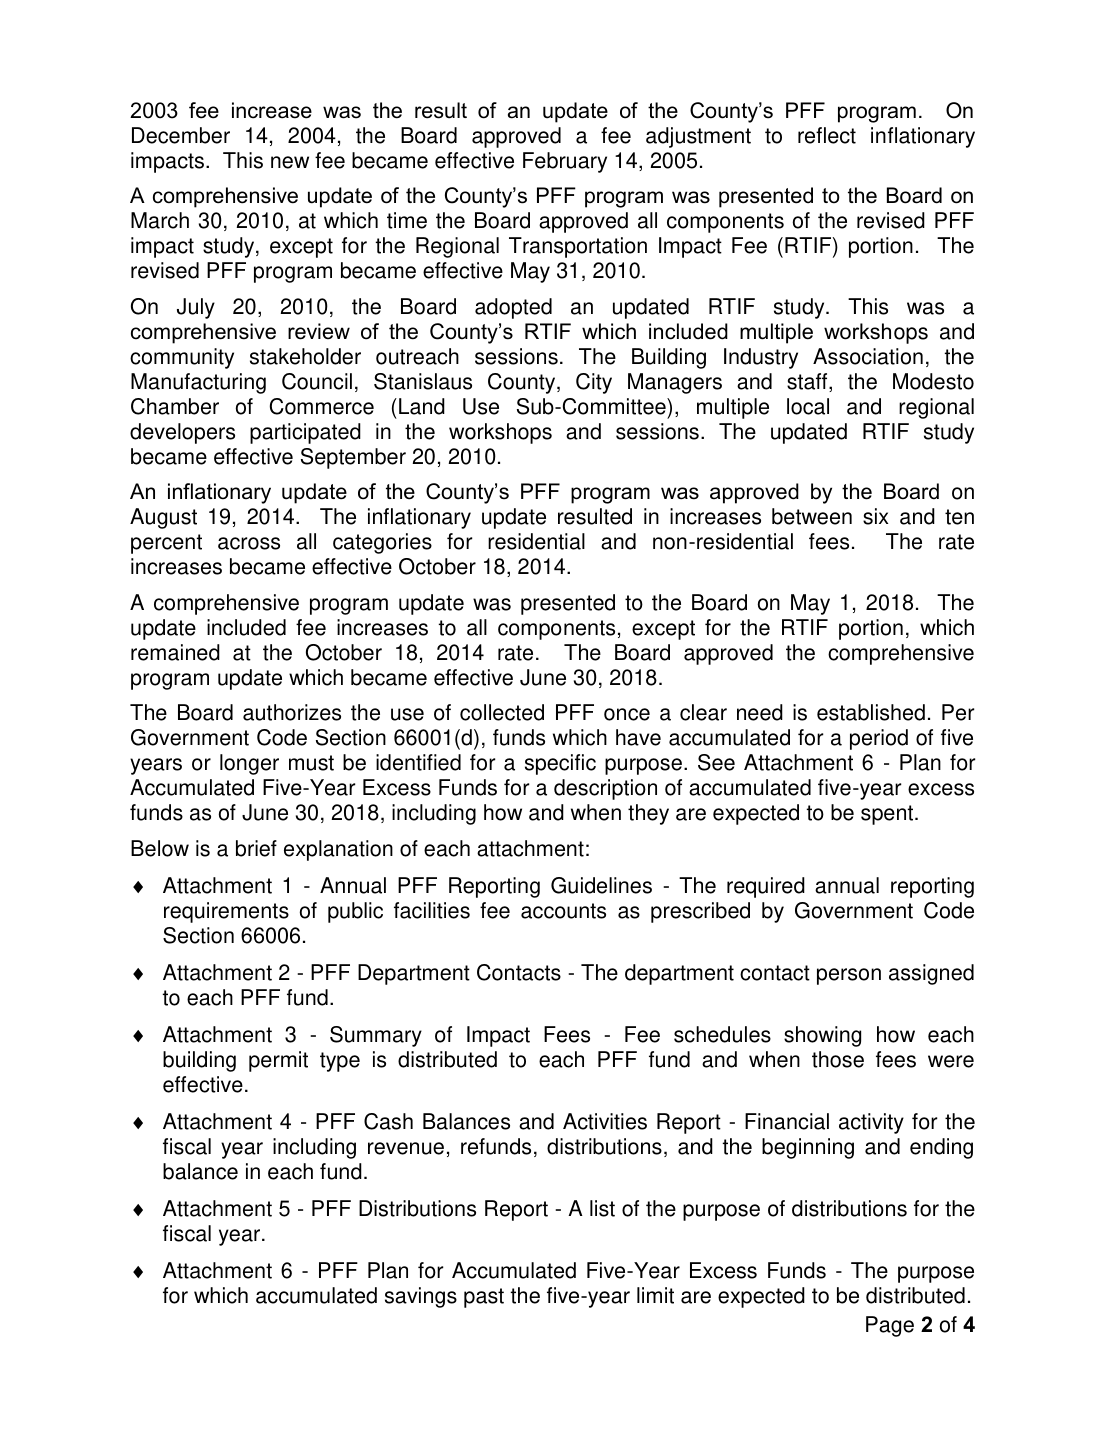 2003 fee increase was the result of an update of the County's PFF program.  On
December 14, 2004, the Board approved a fee adjustment to reflect inflationary
impacts.  This new fee became effective February 14, 2005.
A comprehensive update of the County's PFF program was presented to the Board on
March 30, 2010, at which time the Board approved all components of the revised PFF
impact study, except for the Regional Transportation Impact Fee (RTIF) portion.  The
revised PFF program became effective May 31, 2010.
On July 20, 2010, the Board adopted an updated RTIF study. This was a
comprehensive review of the County's RTIF which included multiple workshops and
community stakeholder outreach sessions. The Building Industry Association, the
Manufacturing Council, Stanislaus County, City Managers and staff, the Modesto
Chamber of Commerce (Land Use Sub-Committee), multiple local and regional
developers participated in the workshops and sessions. The updated RTIF study
became effective September 20, 2010.
An inflationary update of the County's PFF program was approved by the Board on
August 19, 2014.  The inflationary update resulted in increases between six and ten
percent across all categories for residential and non-residential fees.  The rate
increases became effective October 18, 2014.
A comprehensive program update was presented to the Board on May 1, 2018.  The
update included fee increases to all components, except for the RTIF portion, which
remained at the October 18, 2014 rate.  The Board approved the comprehensive
program update which became effective June 30, 2018.
The Board authorizes the use of collected PFF once a clear need is established. Per
Government Code Section 66001(d), funds which have accumulated for a period of five
years or longer must be identified for a specific purpose. See Attachment 6 - Plan for
Accumulated Five-Year Excess Funds for a description of accumulated five-year excess
funds as of June 30, 2018, including how and when they are expected to be spent.
Below is a brief explanation of each attachment:
♦ Attachment 1 - Annual PFF Reporting Guidelines - The required annual reporting
requirements of public facilities fee accounts as prescribed by Government Code
Section 66006.
♦ Attachment 2 - PFF Department Contacts - The department contact person assigned
to each PFF fund.
♦ Attachment 3 - Summary of Impact Fees - Fee schedules showing how each
building permit type is distributed to each PFF fund and when those fees were
effective.
♦ Attachment 4 - PFF Cash Balances and Activities Report - Financial activity for the
fiscal year including revenue, refunds, distributions, and the beginning and ending
balance in each fund.
♦ Attachment 5 - PFF Distributions Report - A list of the purpose of distributions for the
fiscal year.
♦ Attachment 6 - PFF Plan for Accumulated Five-Year Excess Funds - The purpose
for which accumulated savings past the five-year limit are expected to be distributed.
Page 2 of 4